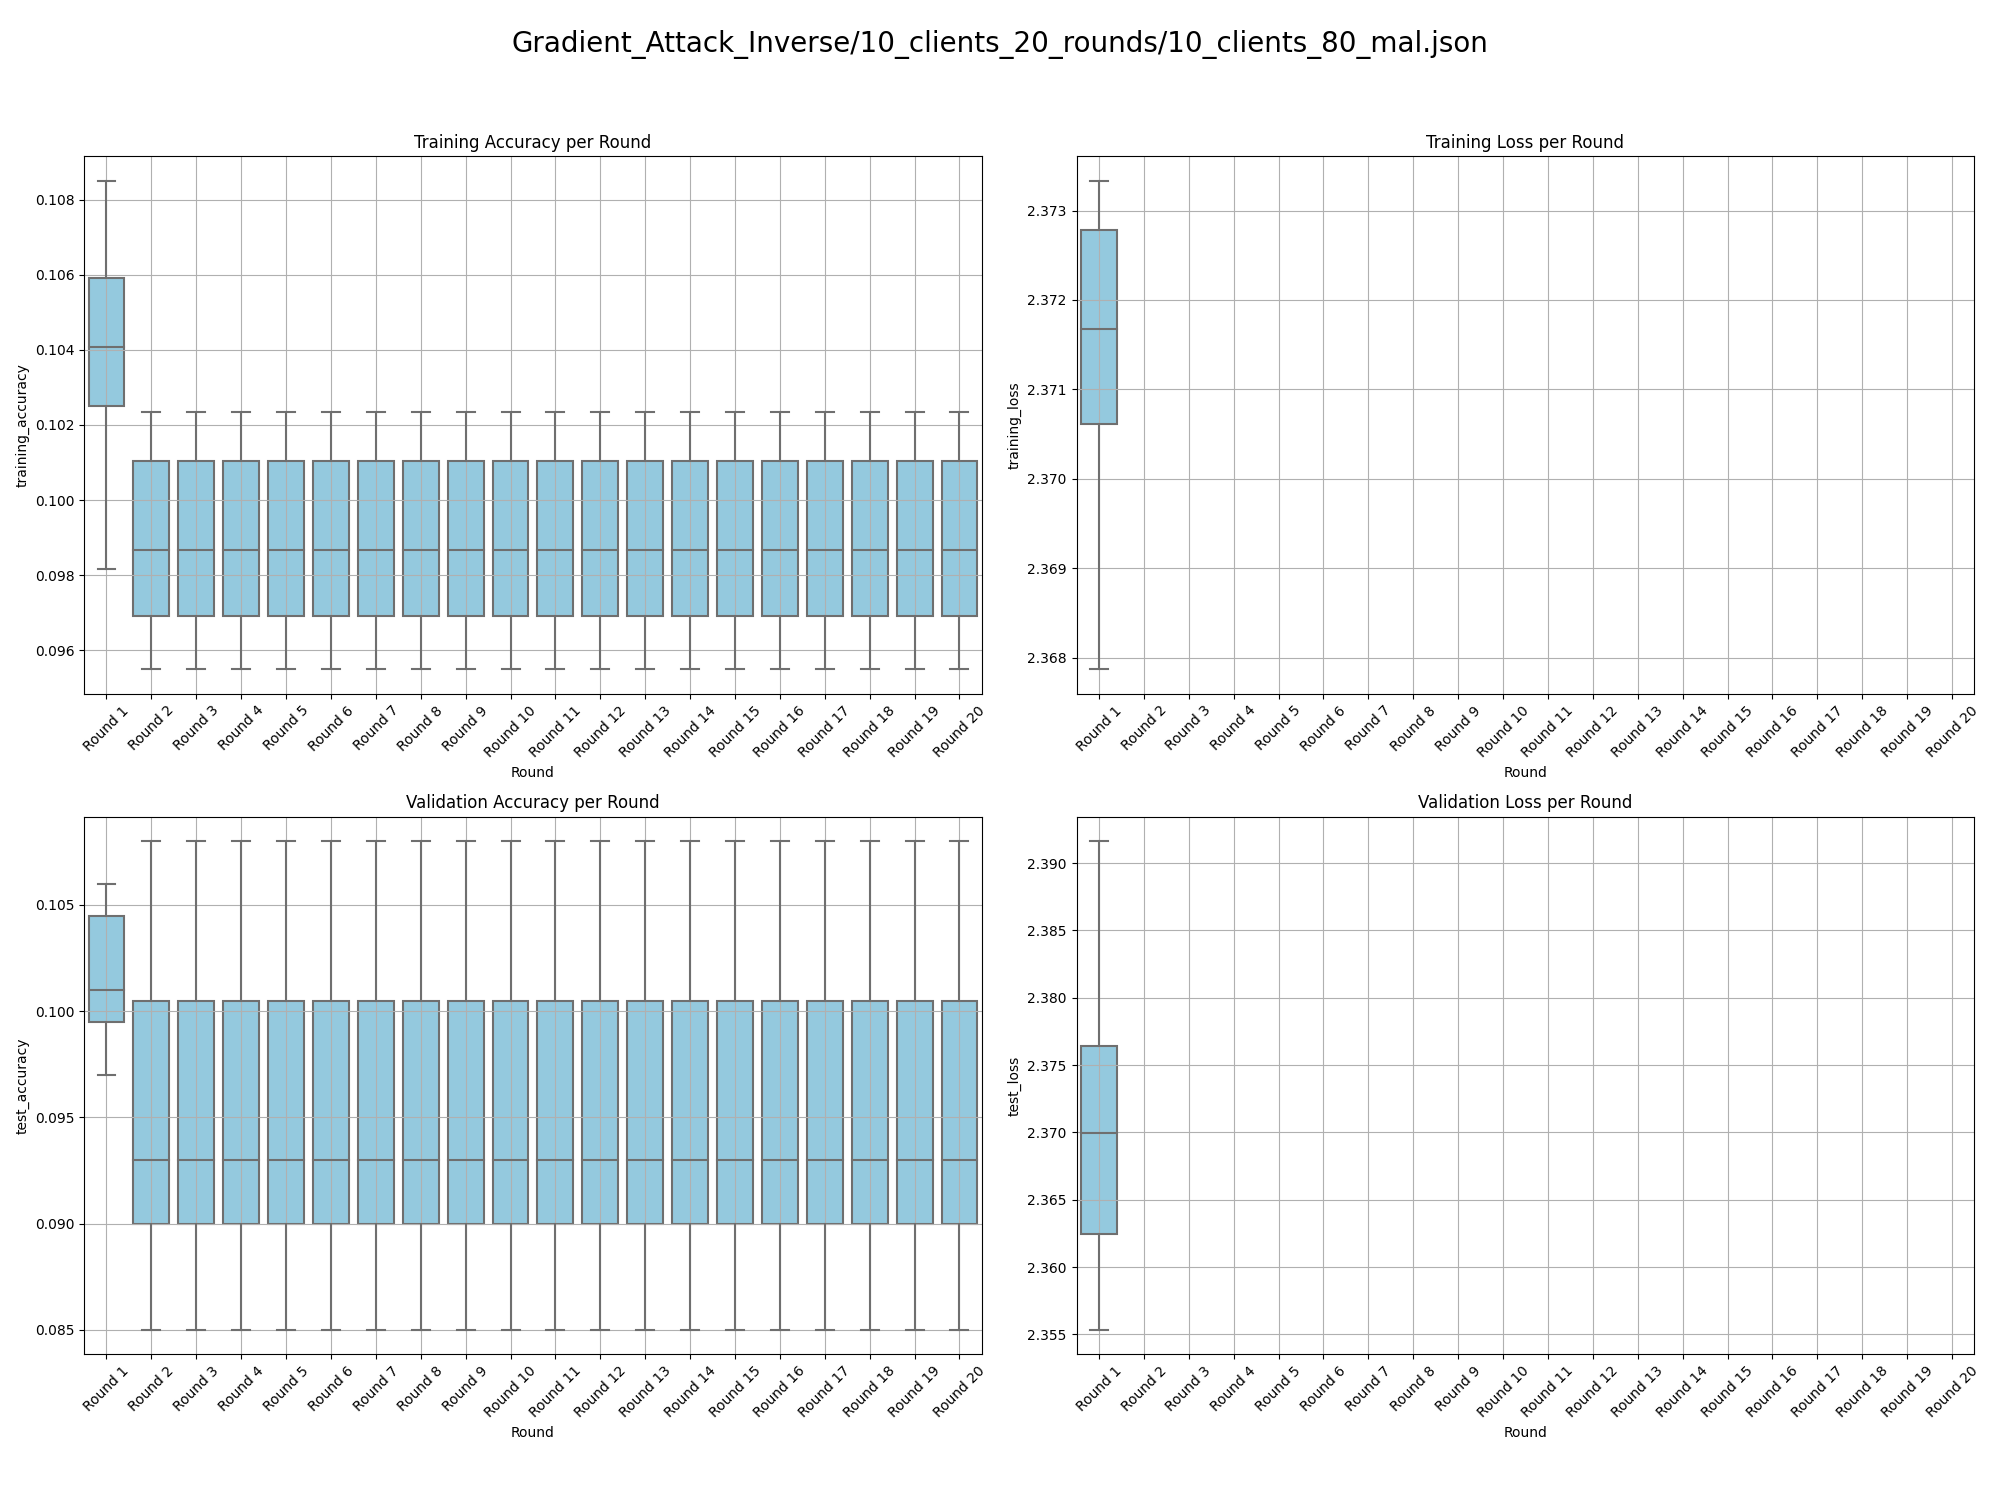 Gradient_Attack_Inverse/10_clients_20_rounds/10_clients_80_mal.json
Training Accuracy per Round
training_accuracy
0.108
0.106
0.104
0.102
0.100
0.098
0.096
Round 1 Round 2 Round 3 Round 4 Round 5 Round 6 Round 7 Round 8 Round 9 Round 10 Round 11 Round 12 Round 13 Round 14 Round 15 Round 16 Round 17 Round 18 Round 19 Round 20
Round
Training Loss per Round
training_loss
2.373
2.372
2.371
2.370
2.369
2.368
Round 1 Round 2 Round 3 Round 4 Round 5 Round 6 Round 7 Round 8 Round 9 Round 10 Round 11 Round 12 Round 13 Round 14 Round 15 Round 16 Round 17 Round 18 Round 19 Round 20
Round
Validation Accuracy per Round
test_accuracy
0.105
0.100
0.095
0.090
0.085
Round 1 Round 2 Round 3 Round 4 Round 5 Round 6 Round 7 Round 8 Round 9 Round 10 Round 11 Round 12 Round 13 Round 14 Round 15 Round 16 Round 17 Round 18 Round 19 Round 20
Round
Validation Loss per Round
test_loss
2.390
2.385
2.380
2.375
2.370
2.365
2.360
2.355
Round 1 Round 2 Round 3 Round 4 Round 5 Round 6 Round 7 Round 8 Round 9 Round 10 Round 11 Round 12 Round 13 Round 14 Round 15 Round 16 Round 17 Round 18 Round 19 Round 20
Round